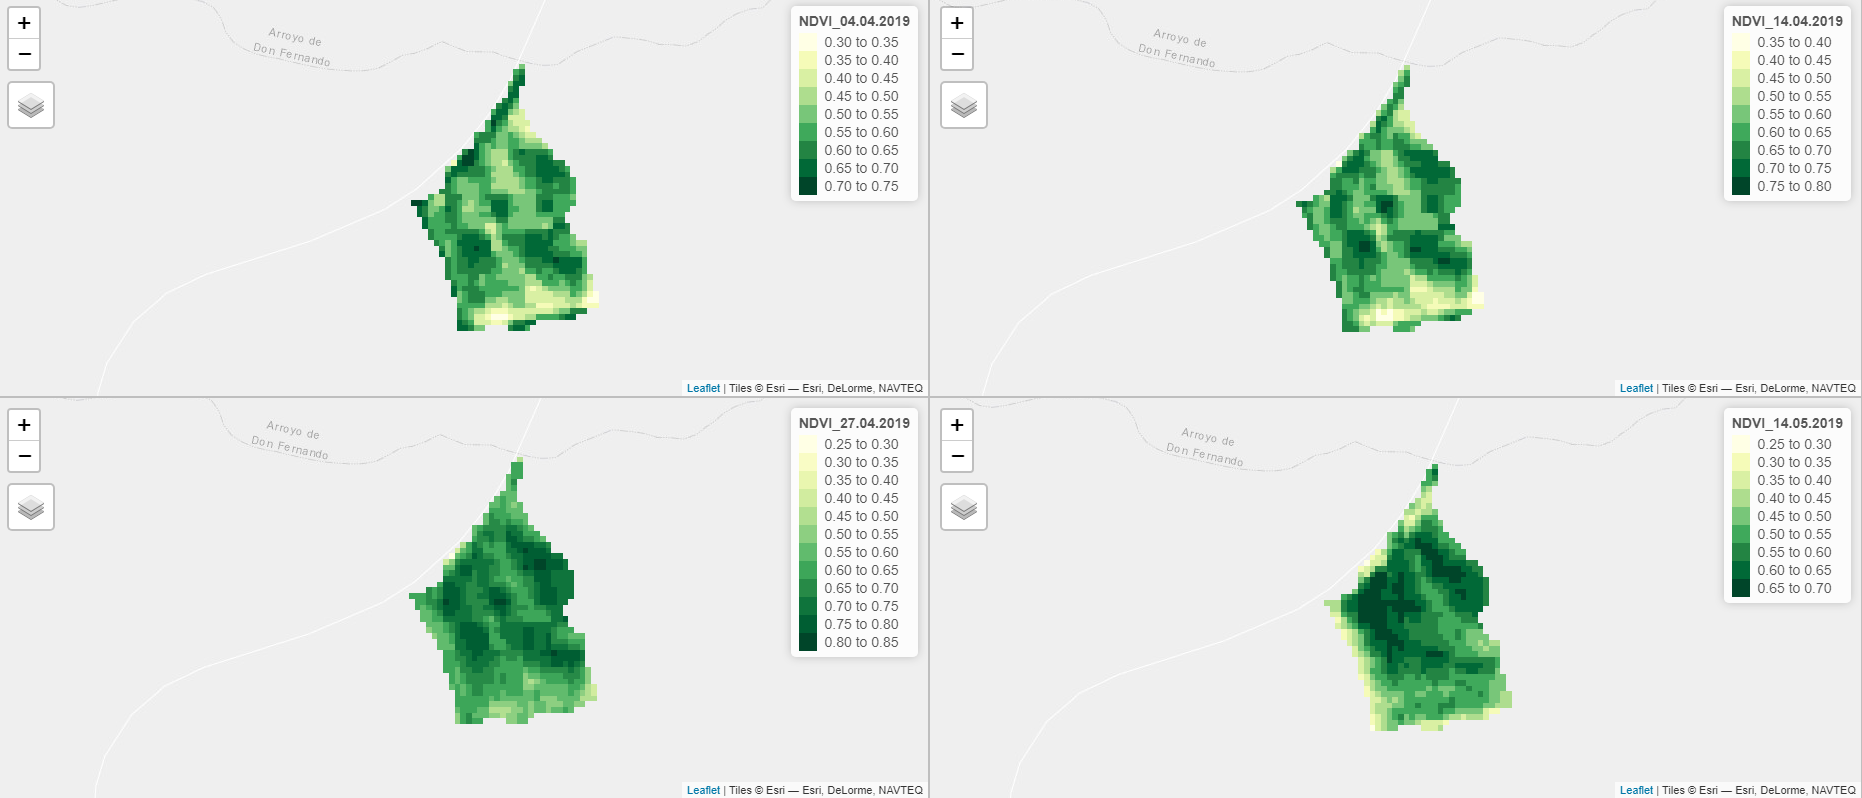 +
−
Arroyo de
Don Fernando
NDVI_04.04.2019
0.30 to 0.35
0.35 to 0.40
0.40 to 0.45
0.45 to 0.50
0.50 to 0.55
0.55 to 0.60
0.60 to 0.65
0.65 to 0.70
0.70 to 0.75
Leaflet | Tiles © Esri — Esri, DeLorme, NAVTEQ
+
−
Arroyo de
Don Fernando
NDVI_14.04.2019
0.35 to 0.40
0.40 to 0.45
0.45 to 0.50
0.50 to 0.55
0.55 to 0.60
0.60 to 0.65
0.65 to 0.70
0.70 to 0.75
0.75 to 0.80
Leaflet | Tiles © Esri — Esri, DeLorme, NAVTEQ
+
−
Arroyo de
Don Fernando
NDVI_27.04.2019
0.25 to 0.30
0.30 to 0.35
0.35 to 0.40
0.40 to 0.45
0.45 to 0.50
0.50 to 0.55
0.55 to 0.60
0.60 to 0.65
0.65 to 0.70
0.70 to 0.75
0.75 to 0.80
0.80 to 0.85
Leaflet | Tiles © Esri — Esri, DeLorme, NAVTEQ
+
−
Arroyo de
Don Fernando
NDVI_14.05.2019
0.25 to 0.30
0.30 to 0.35
0.35 to 0.40
0.40 to 0.45
0.45 to 0.50
0.50 to 0.55
0.55 to 0.60
0.60 to 0.65
0.65 to 0.70
Leaflet | Tiles © Esri — Esri, DeLorme, NAVTEQ